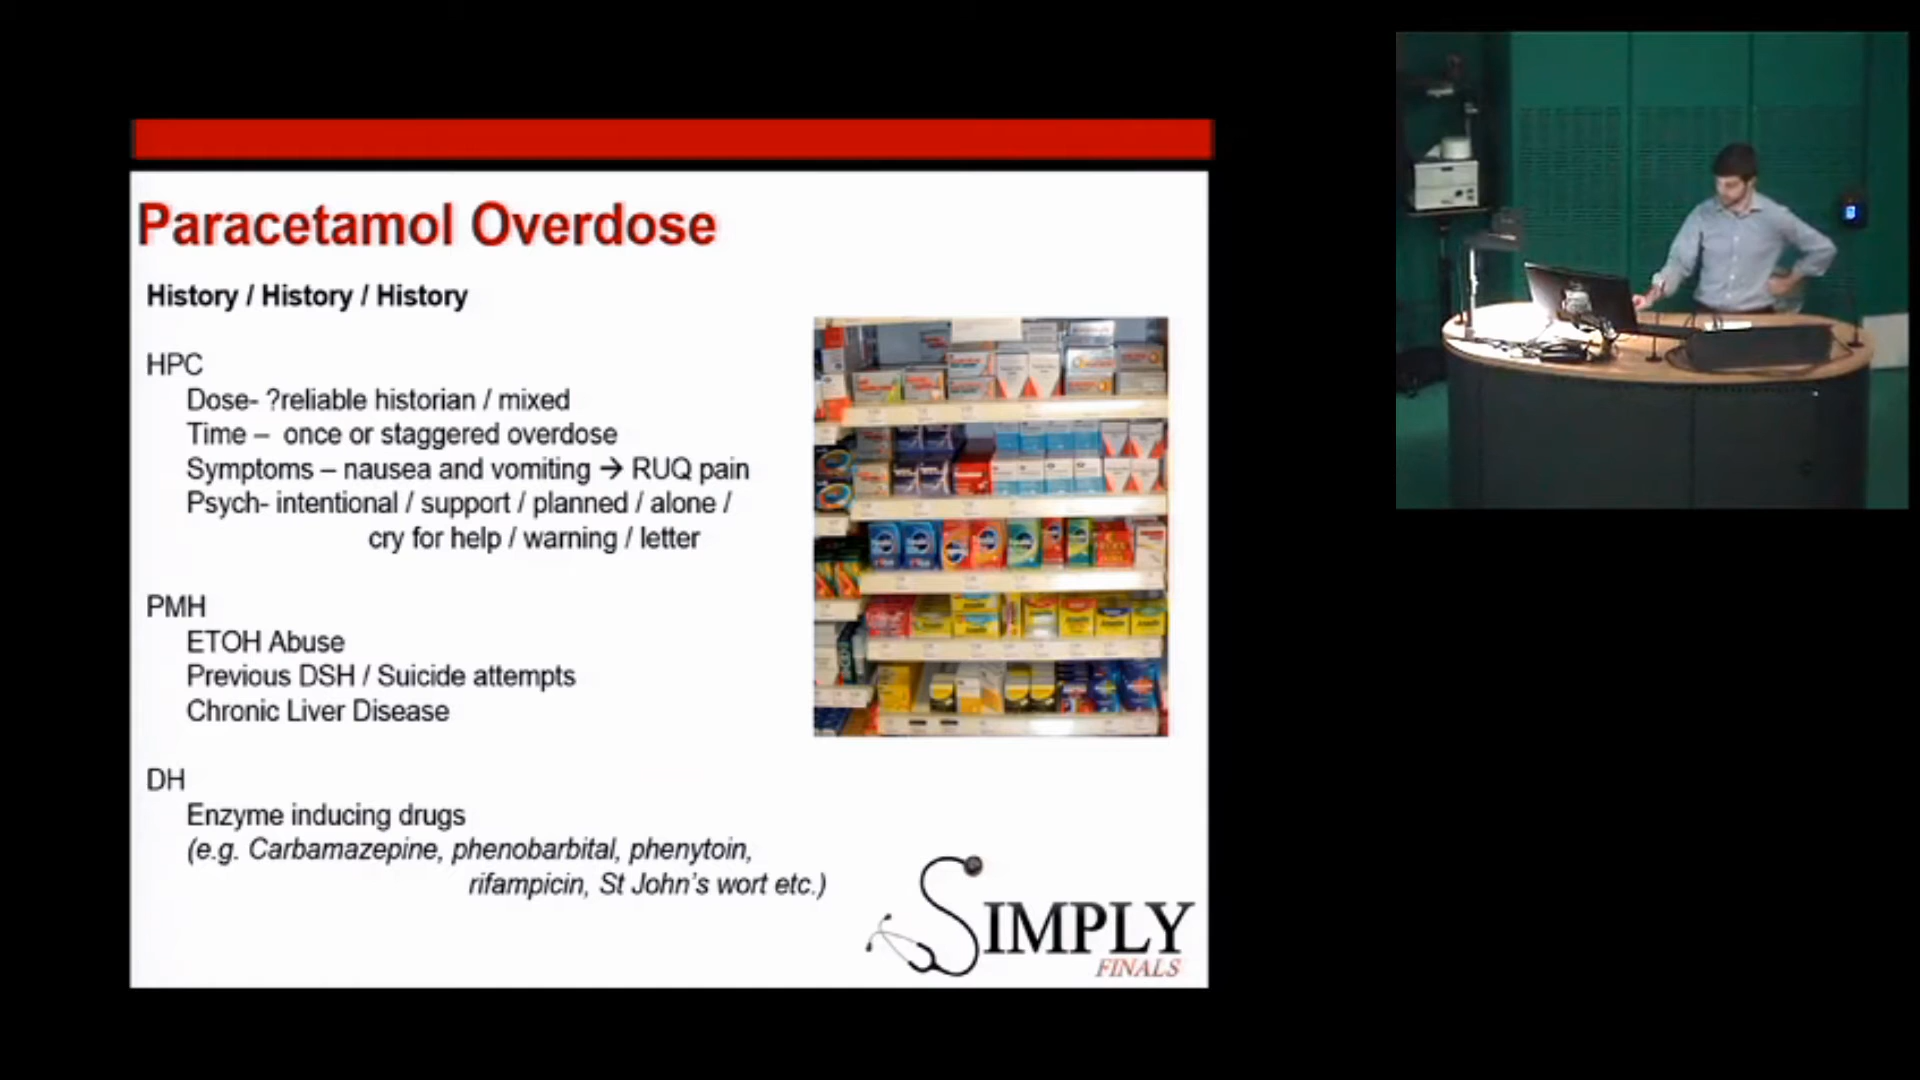 Paracetamol Overdose
History / History / History
HPC
Dose- ?reliable historian / mixed
Time – once or staggered overdose
Symptoms – nausea and vomiting → RUQ pain
Psych- intentional / support / planned / alone /
cry for help / warning / letter
PMH
ETOH Abuse
Previous DSH / Suicide attempts
Chronic Liver Disease
DH
Enzyme inducing drugs
(e.g. Carbamazepine, phenobarbital, phenytoin,
rifampicin, St John's wort etc.)
SIMPLY
FINALS